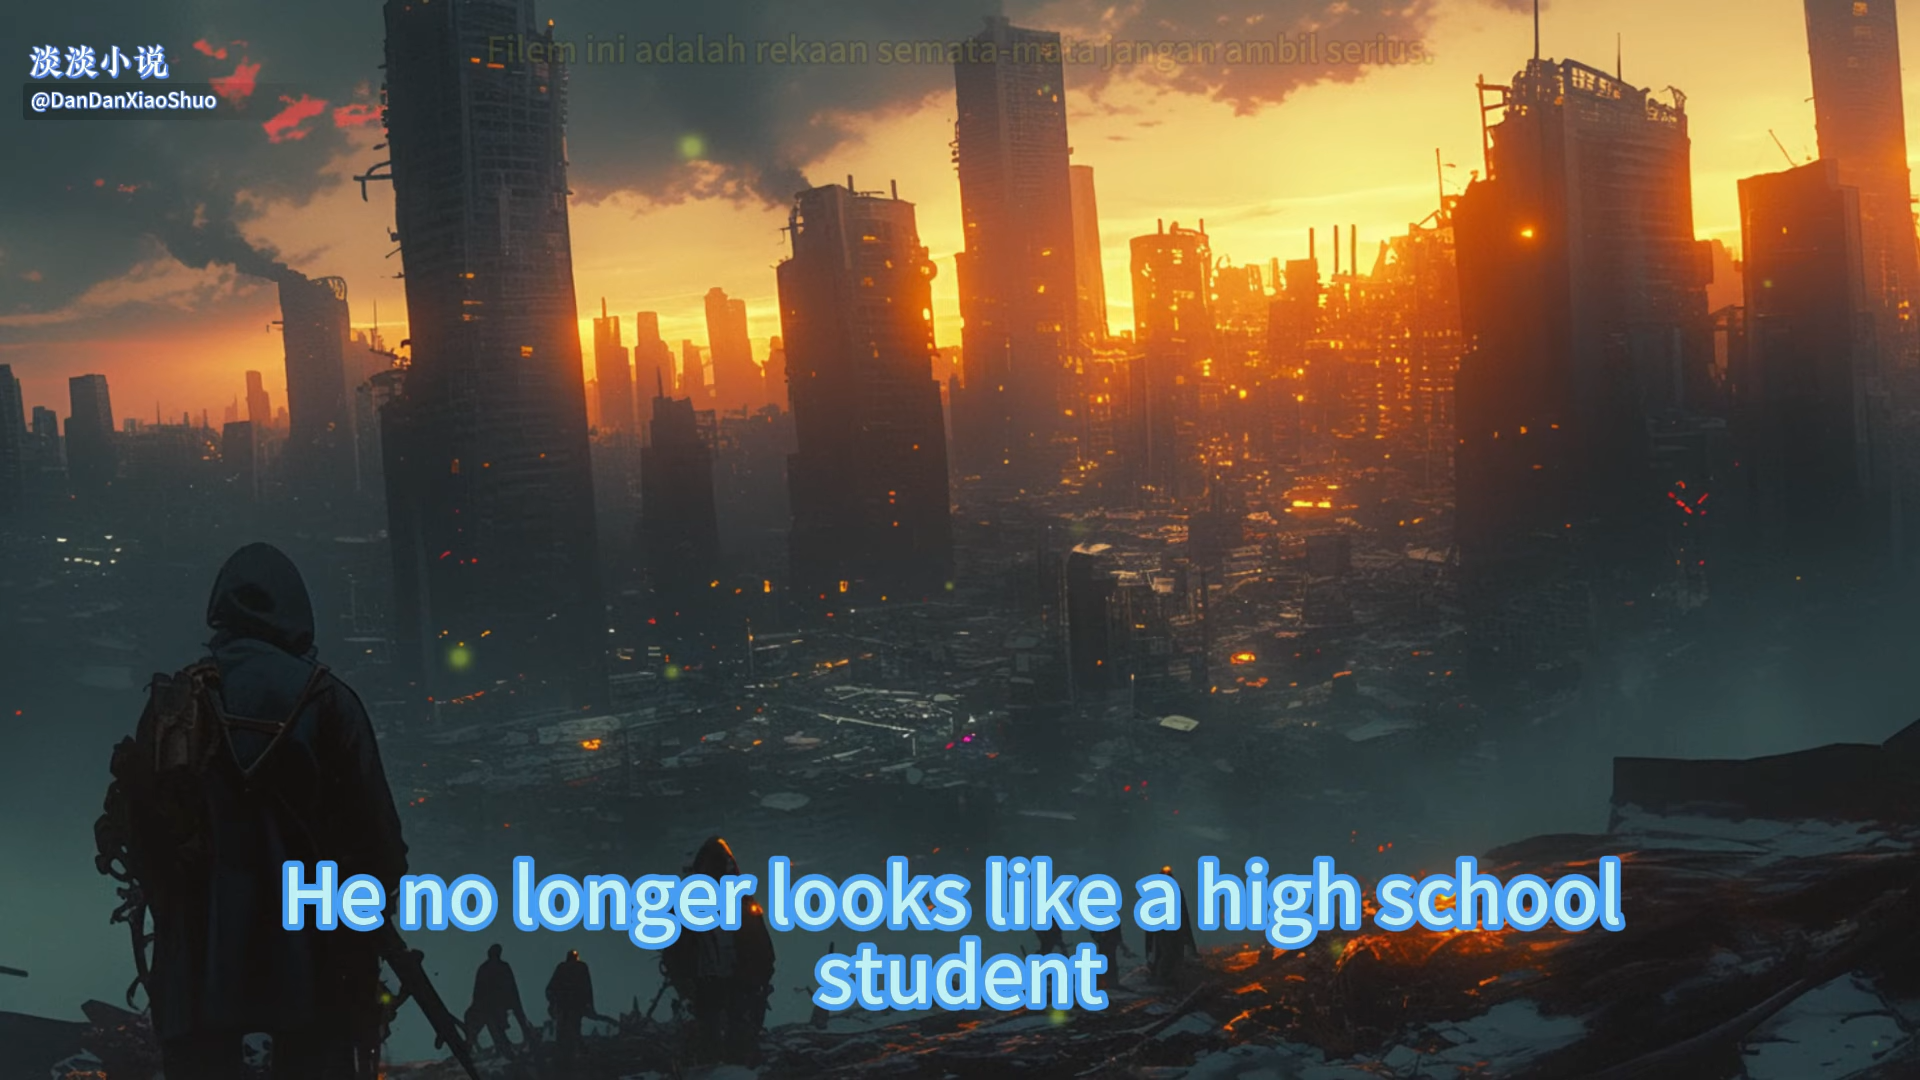 淡淡小说
@DanDanXiaoShuo
Filem ini adalah rekaan semata-mata jangan ambil serius.
He no longer looks like a high school
student